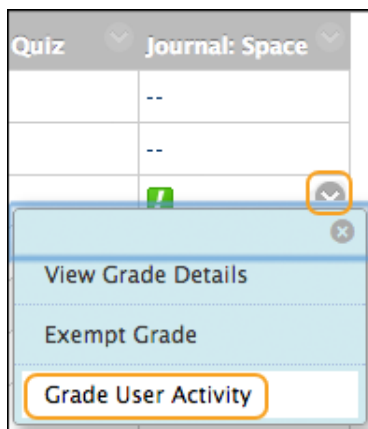 Quiz Journal: Space
--
--
!
View Grade Details
Exempt Grade
Grade User Activity